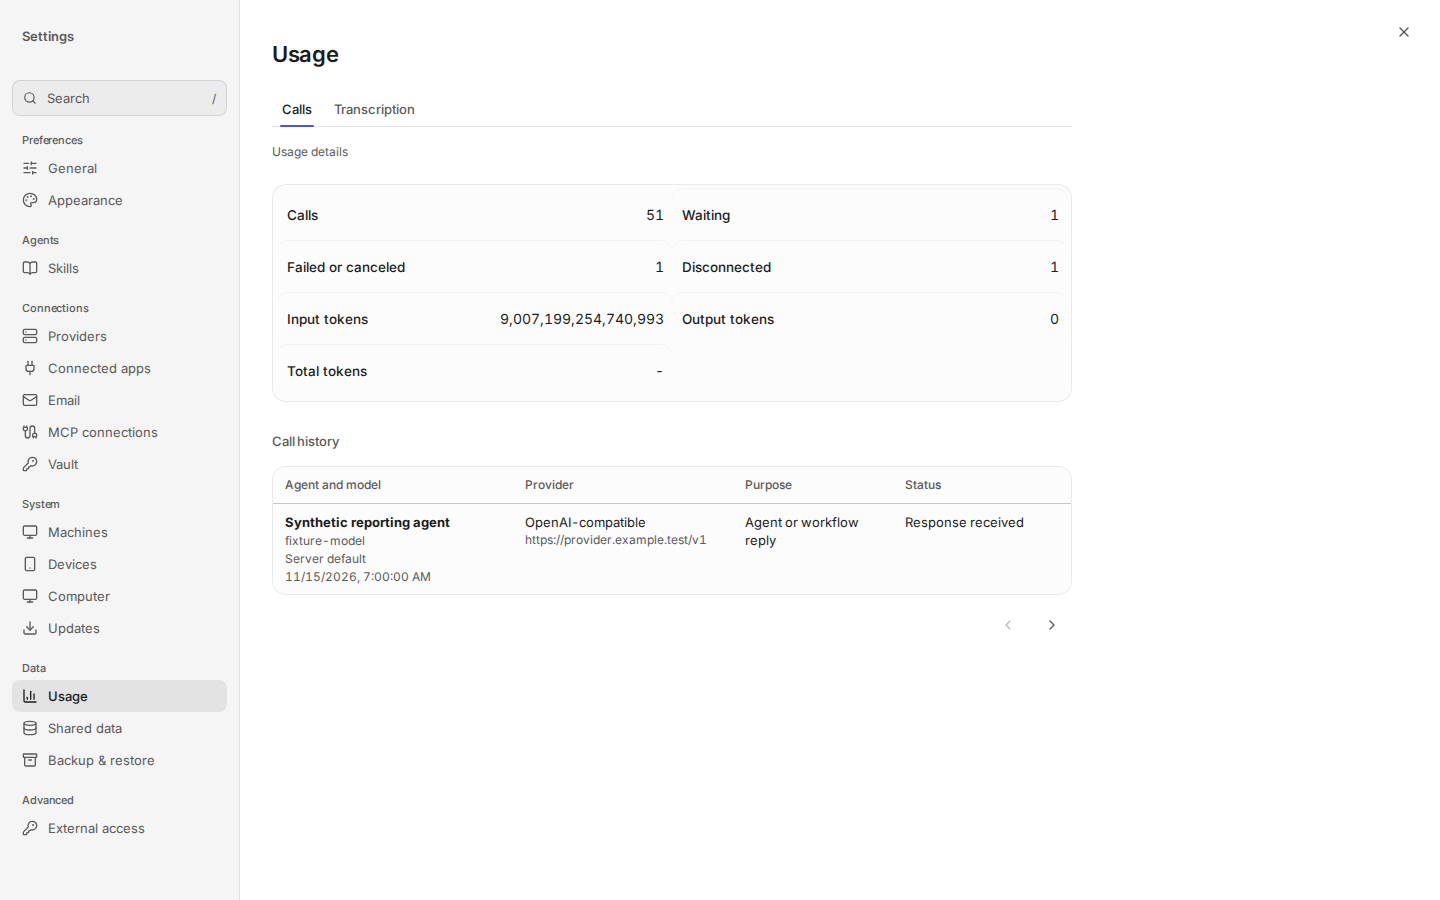 Settings
Search /
Preferences
General
Appearance
Agents
Skills
Connections
Providers
Connected apps
Email
MCP connections
Vault
System
Machines
Devices
Computer
Updates
Data
Usage
Shared data
Backup & restore
Advanced
External access
Usage
Calls Transcription
Usage details
Calls 51 Waiting 1
Failed or canceled 1 Disconnected 1
Input tokens 9,007,199,254,740,993 Output tokens 0
Total tokens -
Call history
Agent and model Provider Purpose Status
Synthetic reporting agent OpenAI-compatible Agent or workflow Response received
fixture-model https://provider.example.test/v1 reply
Server default
11/15/2026, 7:00:00 AM